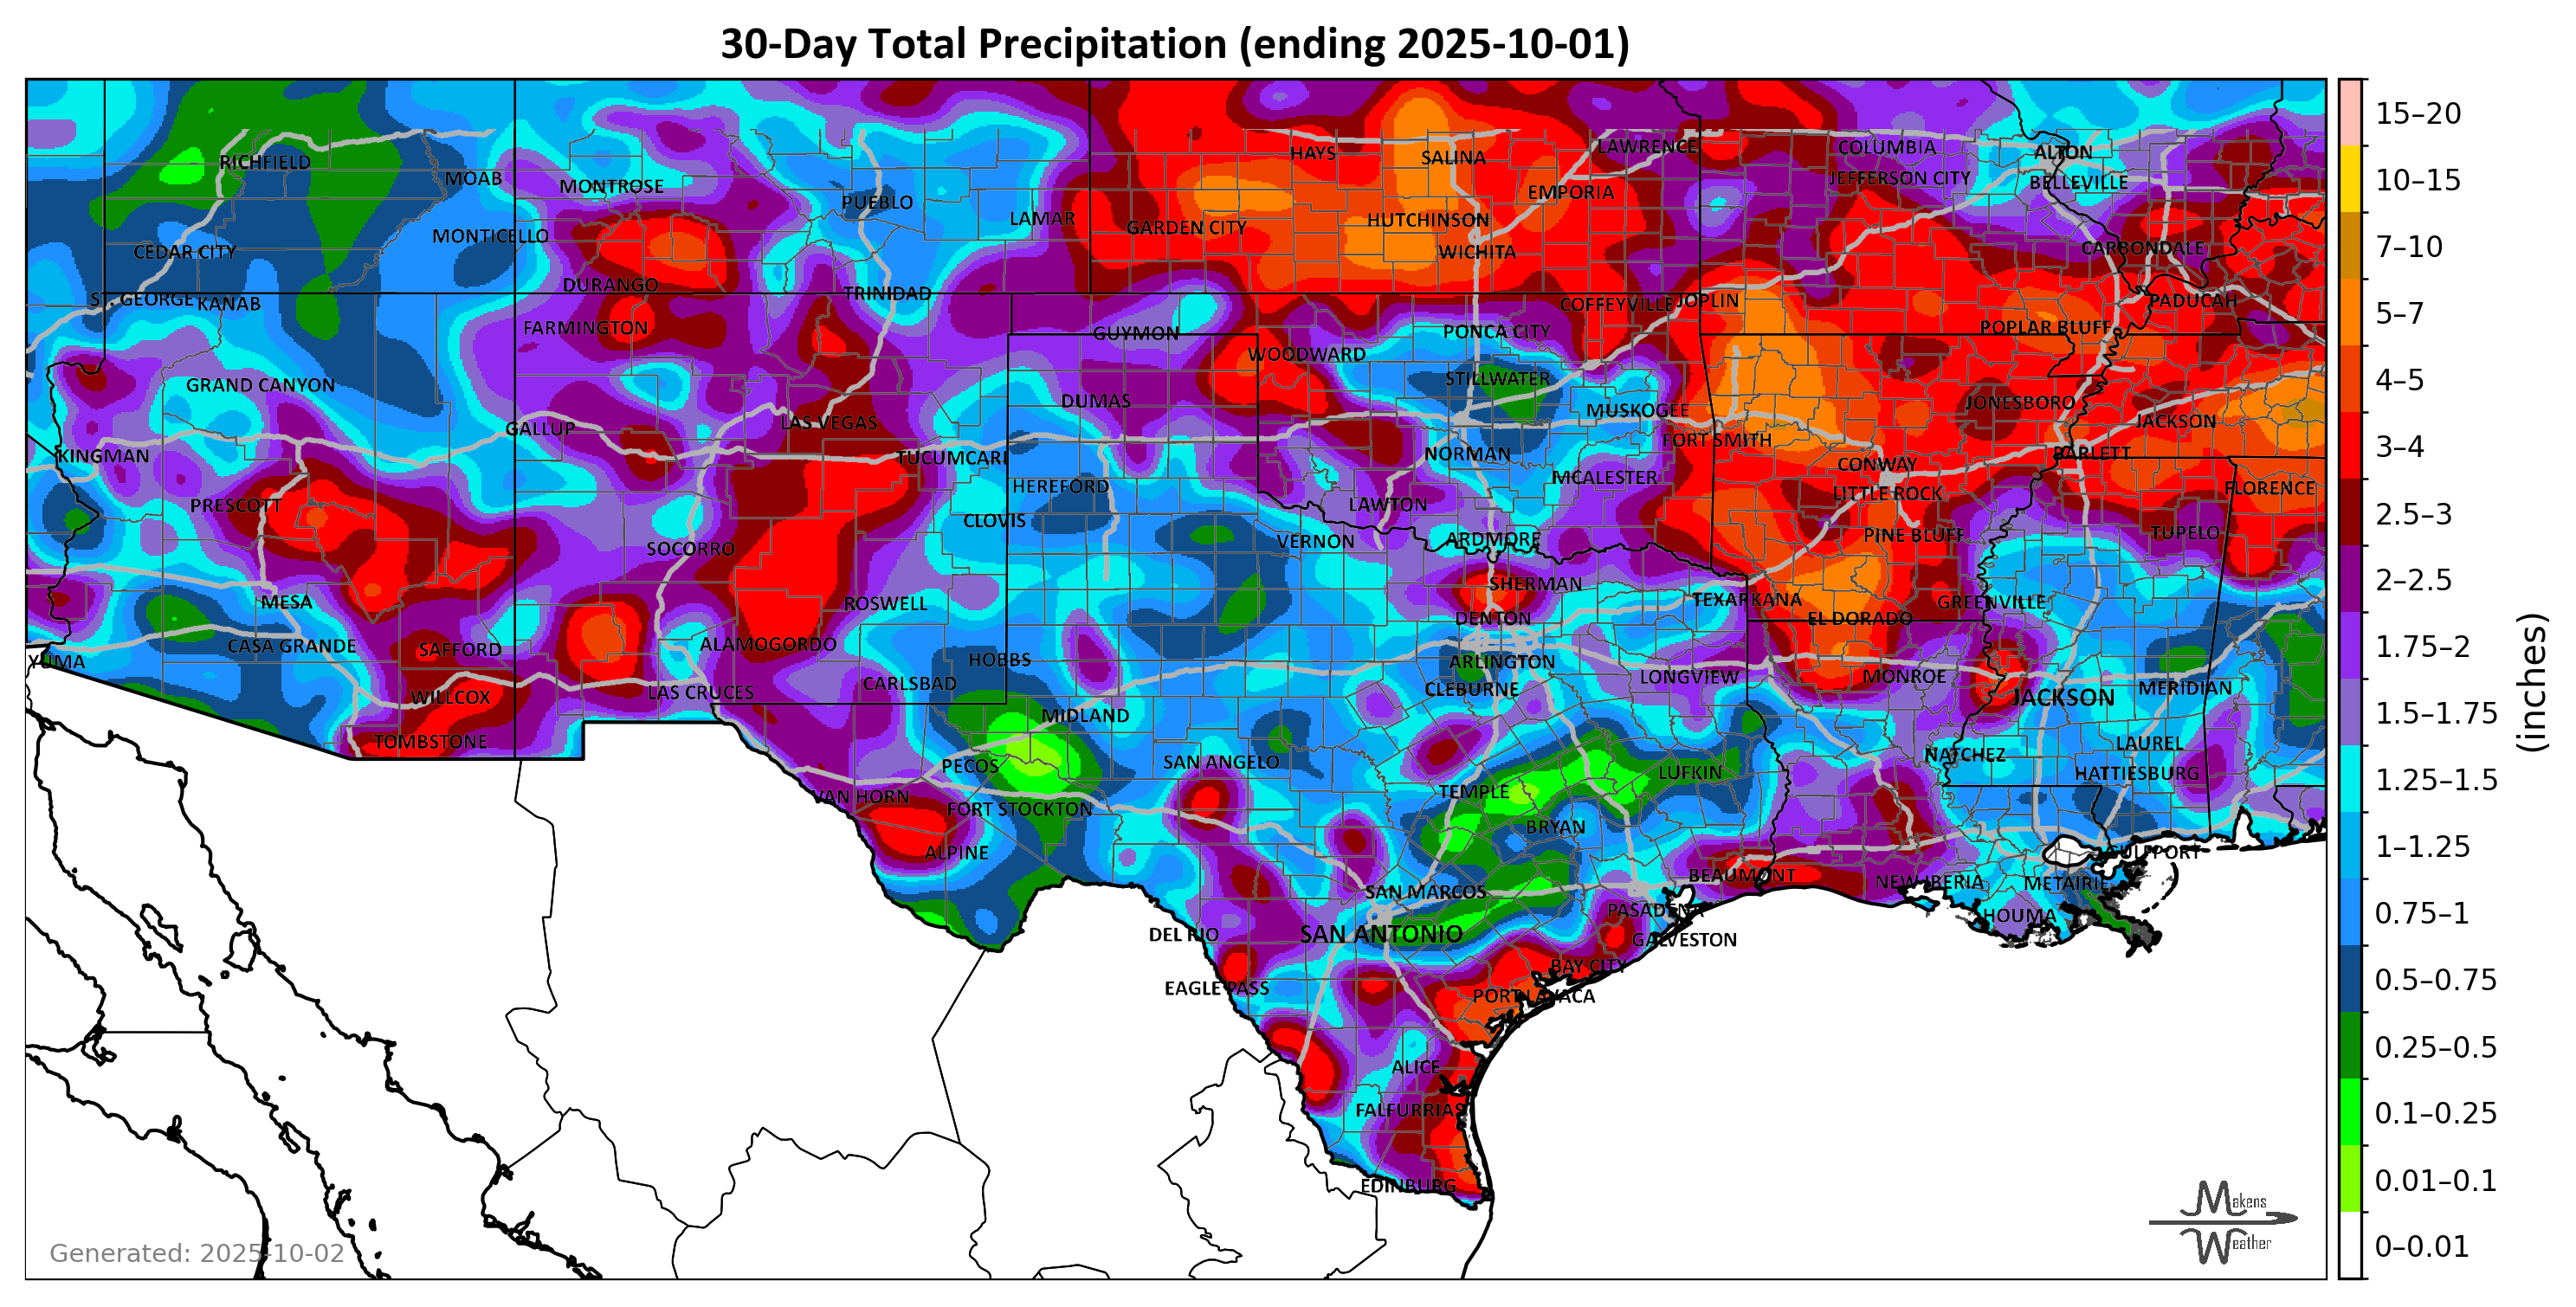 30-Day Total Precipitation (ending 2025-10-01)
RICHFIELD
MOAB
MONTROSE
PUEBLO
LAMAR
HAYS
SALINA
LAWRENCE
EMPORIA
COLUMBIA
JEFFERSON CITY
ALTON
BELLEVILLE
CEDAR CITY
MONTICELLO
GARDEN CITY
HUTCHINSON
WICHITA
CARBONDALE
ST. GEORGE
KANAB
DURANGO
TRINIDAD
COFFEYVILLE
JOPLIN
PADUCAH
FARMINGTON
GUYMON
WOODWARD
PONCA CITY
POPLAR BLUFF
GRAND CANYON
DUMAS
STILLWATER
MUSKOGEE
JONESBORO
JACKSON
KINGMAN
GALLUP
LAS VEGAS
TUCUMCARI
NORMAN
FORT SMITH
BARLETT
PRESCOTT
HEREFORD
LAWTON
MCALESTER
CONWAY
LITTLE ROCK
FLORENCE
SOCORRO
CLOVIS
VERNON
ARDMORE
PINE BLUFF
TUPELO
MESA
ROSWELL
SHERMAN
DENTON
TEXARKANA
EL DORADO
GREENVILLE
YUMA
CASA GRANDE
SAFFORD
ALAMOGORDO
HOBBS
ARLINGTON
CLEBURNE
LONGVIEW
MONROE
JACKSON
MERIDIAN
WILLCOX
LAS CRUCES
CARLSBAD
MIDLAND
TOMBSTONE
PECOS
SAN ANGELO
LUFKIN
NATCHEZ
LAUREL
HATTIESBURG
VAN HORN
FORT STOCKTON
TEMPLE
BRYAN
ALPINE
GULFPORT
SAN MARCOS
BEAUMONT
NEW IBERIA
METAIRIE
DEL RIO
SAN ANTONIO
PASADENA
GALVESTON
HOUMA
EAGLE PASS
BAY CITY
PORT LAVACA
ALICE
FALFURRIAS
EDINBURG
15–20
10–15
7–10
5–7
4–5
3–4
2.5–3
2–2.5
1.75–2
1.5–1.75
1.25–1.5
1–1.25
0.75–1
0.5–0.75
0.25–0.5
0.1–0.25
0.01–0.1
0–0.01
(inches)
Generated: 2025-10-02
Makens
Weather